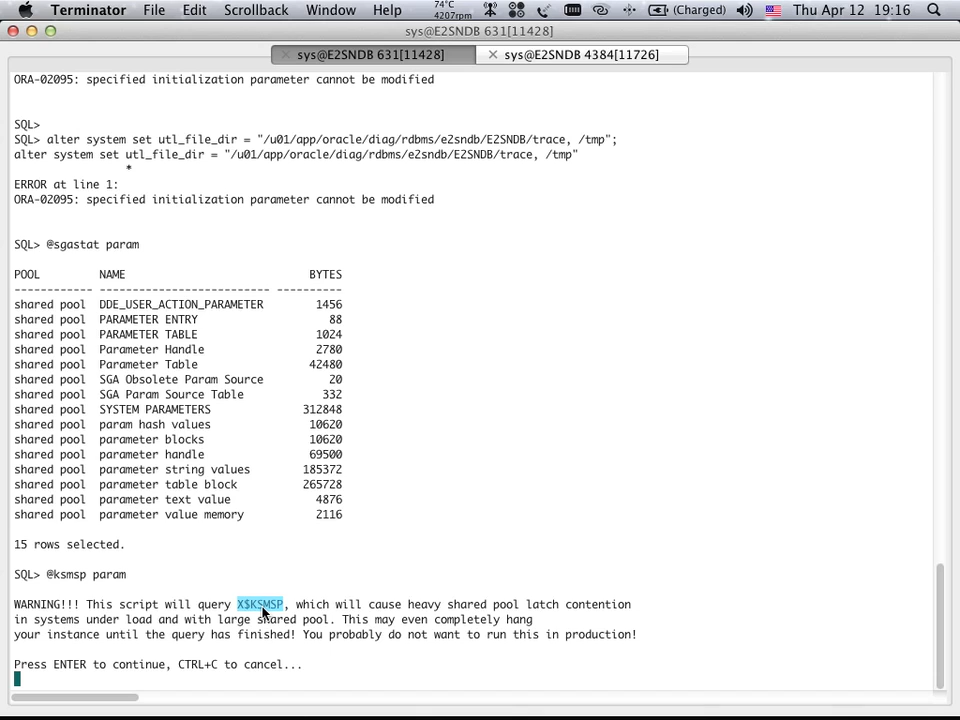 Terminator File Edit Scrollback Window Help 74°C 4207rpm (Charged) Thu Apr 12 19:16
sys@E2SNDB 631[11428]
sys@E2SNDB 631[11428] sys@E2SNDB 4384[11726]
ORA-02095: specified initialization parameter cannot be modified
SQL>
SQL> alter system set utl_file_dir = "/u01/app/oracle/diag/rdbms/e2sndb/E2SNDB/trace, /tmp";
alter system set utl_file_dir = "/u01/app/oracle/diag/rdbms/e2sndb/E2SNDB/trace, /tmp"
*
ERROR at line 1:
ORA-02095: specified initialization parameter cannot be modified
SQL> @sgastat param
POOL NAME BYTES
------------ -------------------------- ----------
shared pool DDE_USER_ACTION_PARAMETER 1456
shared pool PARAMETER ENTRY 88
shared pool PARAMETER TABLE 1024
shared pool Parameter Handle 2780
shared pool Parameter Table 42480
shared pool SGA Obsolete Param Source 20
shared pool SGA Param Source Table 332
shared pool SYSTEM PARAMETERS 312848
shared pool param hash values 10620
shared pool parameter blocks 10620
shared pool parameter handle 69500
shared pool parameter string values 185372
shared pool parameter table block 265728
shared pool parameter text value 4876
shared pool parameter value memory 2116
15 rows selected.
SQL> @ksmsp param
WARNING!!! This script will query X$KSMSP, which will cause heavy shared pool latch contention
in systems under load and with large shared pool. This may even completely hang
your instance until the query has finished! You probably do not want to run this in production!
Press ENTER to continue, CTRL+C to cancel...